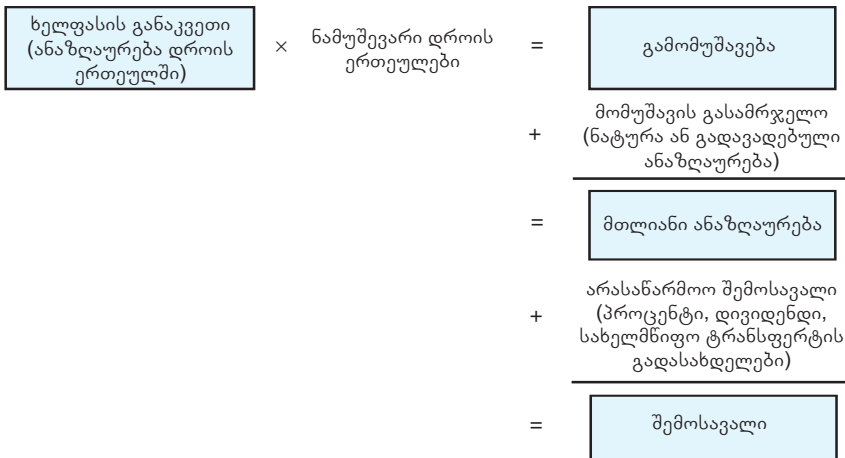 ხელფასის განაკვეთი
(ანაზღაურება დროის
ერთეულში)
×
ნამუშევარი დროის
ერთეულები
=
გამომუშავება
+
მომუშავის გასამრჯელო
(ნატურა ან გადავადებული
ანაზღაურება)
=
მთლიანი ანაზღაურება
+
არასაწარმოო შემოსავალი
(პროცენტი, დივიდენდი,
სახელმწიფო ტრანსფერტის
გადასახდელები)
=
შემოსავალი